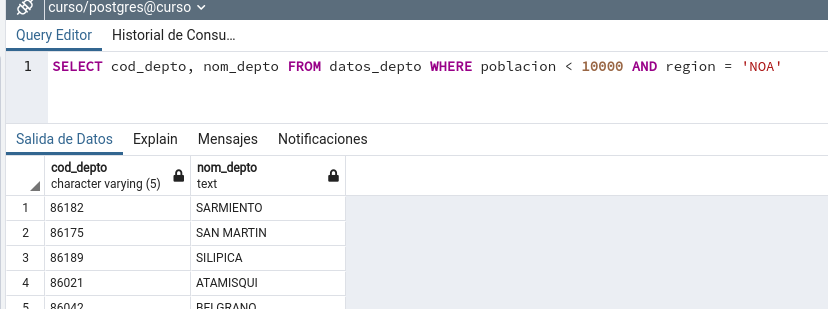 curso/postgres@curso
Query Editor Historial de Consu...
1 SELECT cod_depto, nom_depto FROM datos_depto WHERE poblacion < 10000 AND region = 'NOA'
Salida de Datos Explain Mensajes Notificaciones
cod_depto nom_depto
character varying (5) text
1 86182 SARMIENTO
2 86175 SAN MARTIN
3 86189 SILIPICA
4 86021 ATAMISQUI
5 86042 BELGRANO